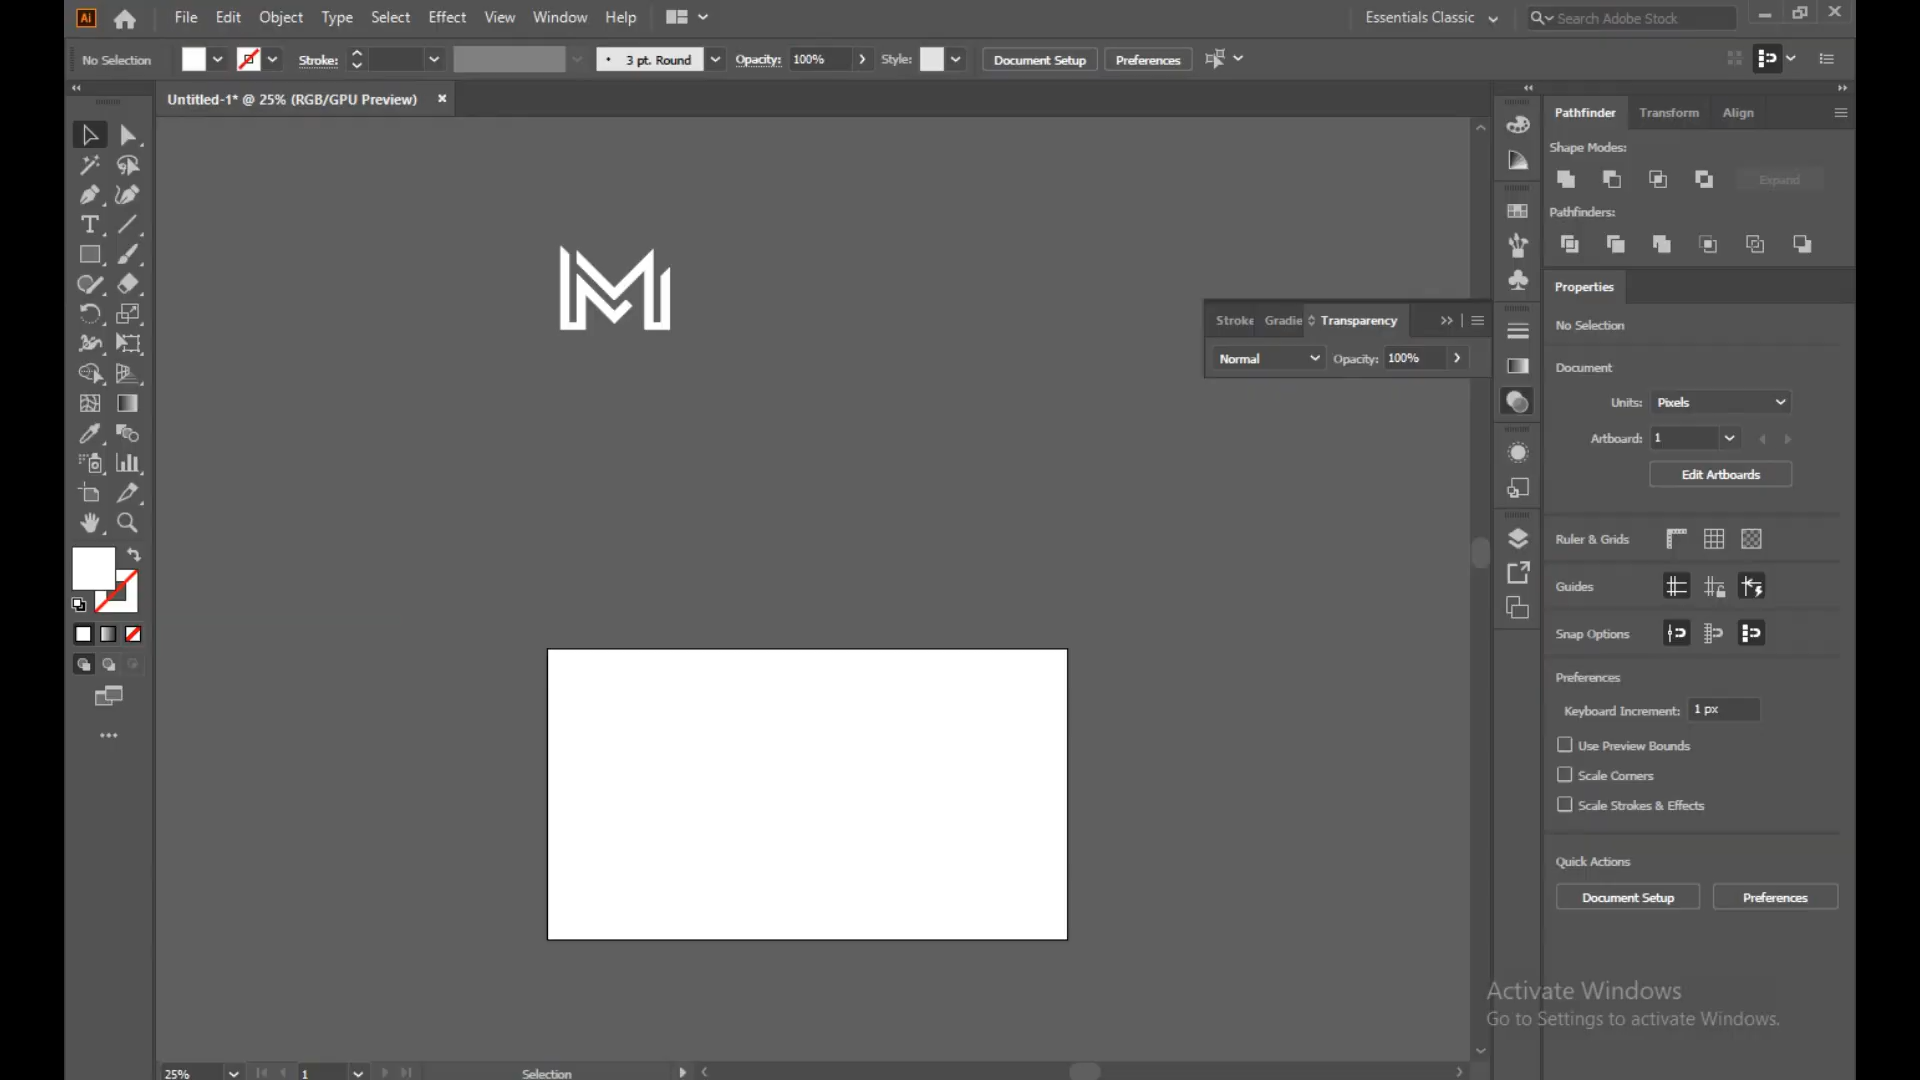 Ai File Edit Object Type Select Effect View Window Help Essentials Classic Search Adobe Stock
No Selection Stroke: 3 pt. Round Opacity: 100% Style: Document Setup Preferences
Untitled-1* @ 25% (RGB/GPU Preview)
Pathfinder Transform Align
Shape Modes:
Expand
Pathfinders:
Properties
No Selection
Document
Units: Pixels
Artboard: 1
Edit Artboards
Ruler & Grids
Guides
Snap Options
Preferences
Keyboard Increment: 1 px
Use Preview Bounds
Scale Corners
Scale Strokes & Effects
Quick Actions
Document Setup Preferences
M
Stroke Gradie Transparency
Normal Opacity: 100%
Activate Windows
Go to Settings to activate Windows.
25% 1 Selection